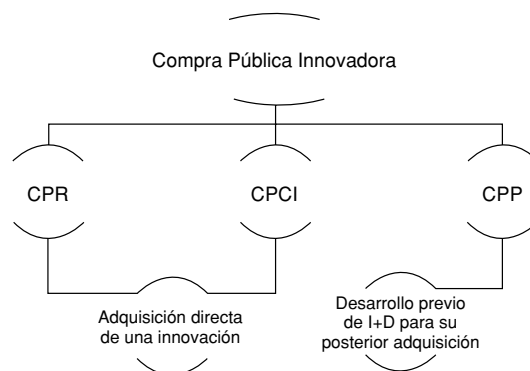 Compra Pública Innovadora
CPR
CPCI
CPP
Adquisición directa
de una innovación
Desarrollo previo
de I+D para su
posterior adquisición